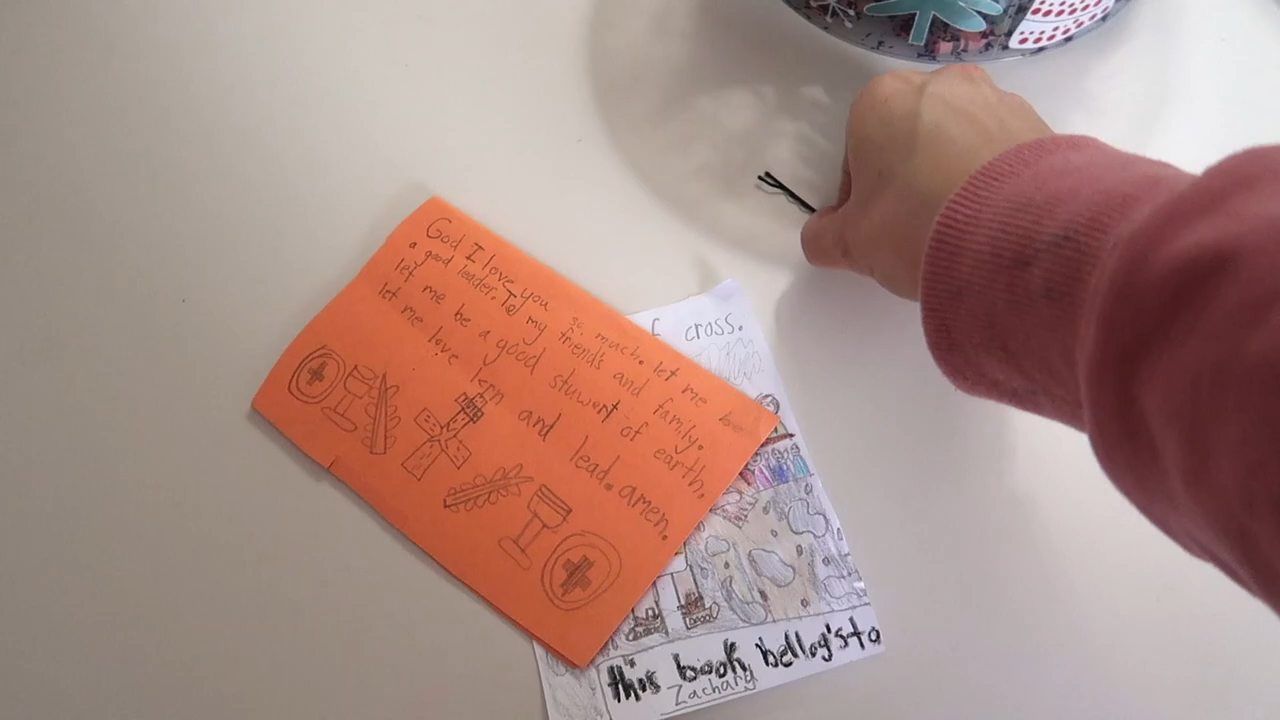 God I love you so. much. let me be
a good leader. To my friends and family.
let me be a good stuwert of earth.
let me love lern and lead. amen.
cross.
this book bellog's to
Zachary